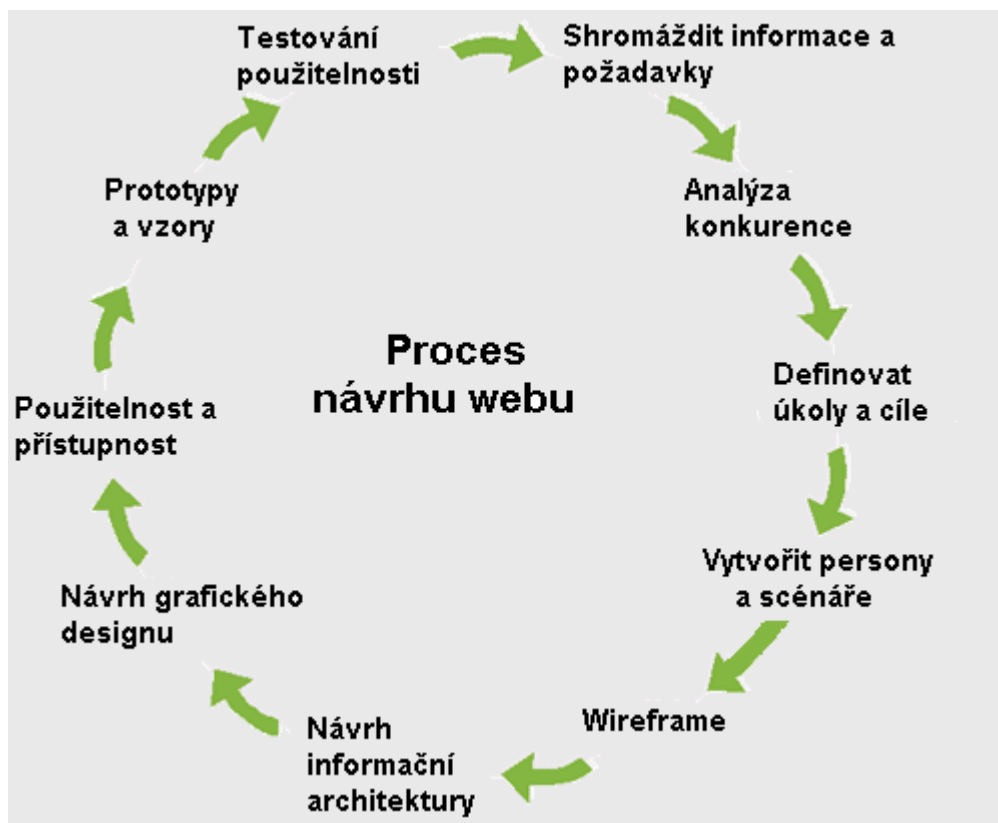 Testování
použitelnosti
Shromáždit informace a
požadavky
Analýza
konkurence
Definovat
úkoly a cíle
Vytvořit persony
a scénáře
Wireframe
Návrh
informační
architektury
Návrh grafického
designu
Použitelnost a
přístupnost
Prototypy
a vzory
Proces
návrhu webu